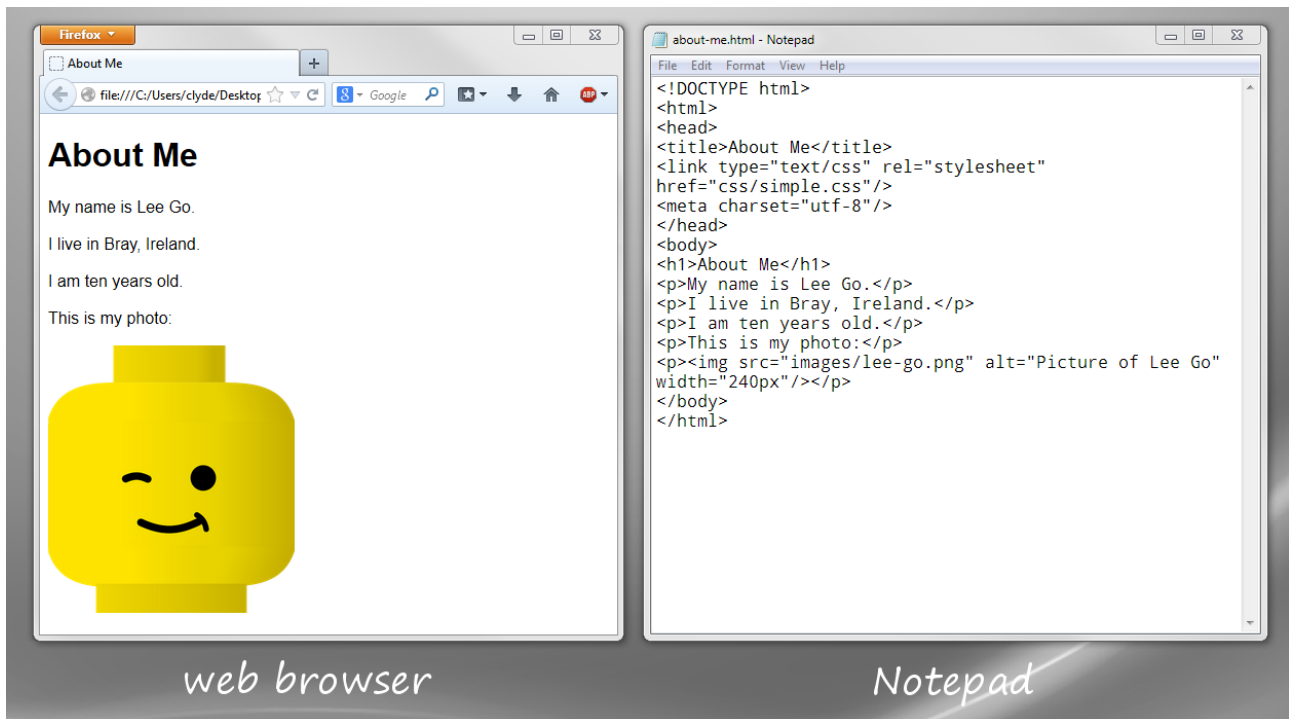 Firefox
About Me
file:///C:/Users/clyde/Desktop
8
Google
ABP
About Me
My name is Lee Go.
I live in Bray, Ireland.
I am ten years old.
This is my photo:
web browser
about-me.html - Notepad
File Edit Format View Help
<!DOCTYPE html>
<html>
<head>
<title>About Me</title>
<link type="text/css" rel="stylesheet"
href="css/simple.css"/>
<meta charset="utf-8"/>
</head>
<body>
<h1>About Me</h1>
<p>My name is Lee Go.</p>
<p>I live in Bray, Ireland.</p>
<p>I am ten years old.</p>
<p>This is my photo:</p>
<p><img src="images/lee-go.png" alt="Picture of Lee Go"
width="240px"/></p>
</body>
</html>
Notepad